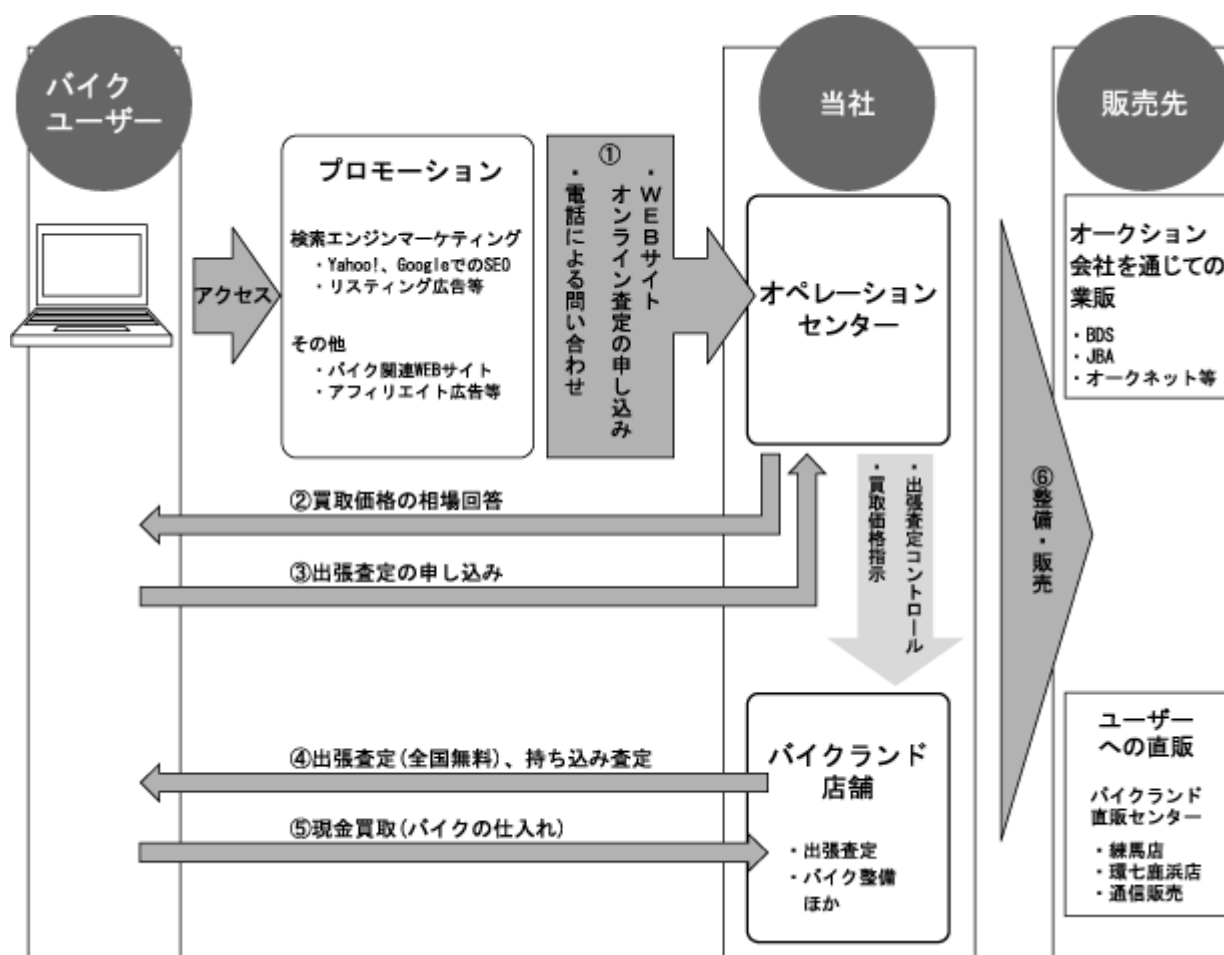 バイク
ユーザー
当社
販売先
プロモーション
検索エンジンマーケティング
・Yahoo!、GoogleでのSEO
・リスティング広告等
その他
・バイク関連WEBサイト
・アフィリエイト広告等
アクセス
①
・WEBサイト
オンライン査定の申し込み
・電話による問い合わせ
オペレーション
センター
オークション
会社を通じての
業販
・BDS
・JBA
・オークネット等
②買取価格の相場回答
③出張査定の申し込み
・出張査定コントロール
・買取価格指示
⑥整備・販売
④出張査定(全国無料)、持ち込み査定
⑤現金買取(バイクの仕入れ)
バイクランド
店舗
・出張査定
・バイク整備
ほか
ユーザー
への直販
バイクランド
直販センター
・練馬店
・環七鹿浜店
・通信販売